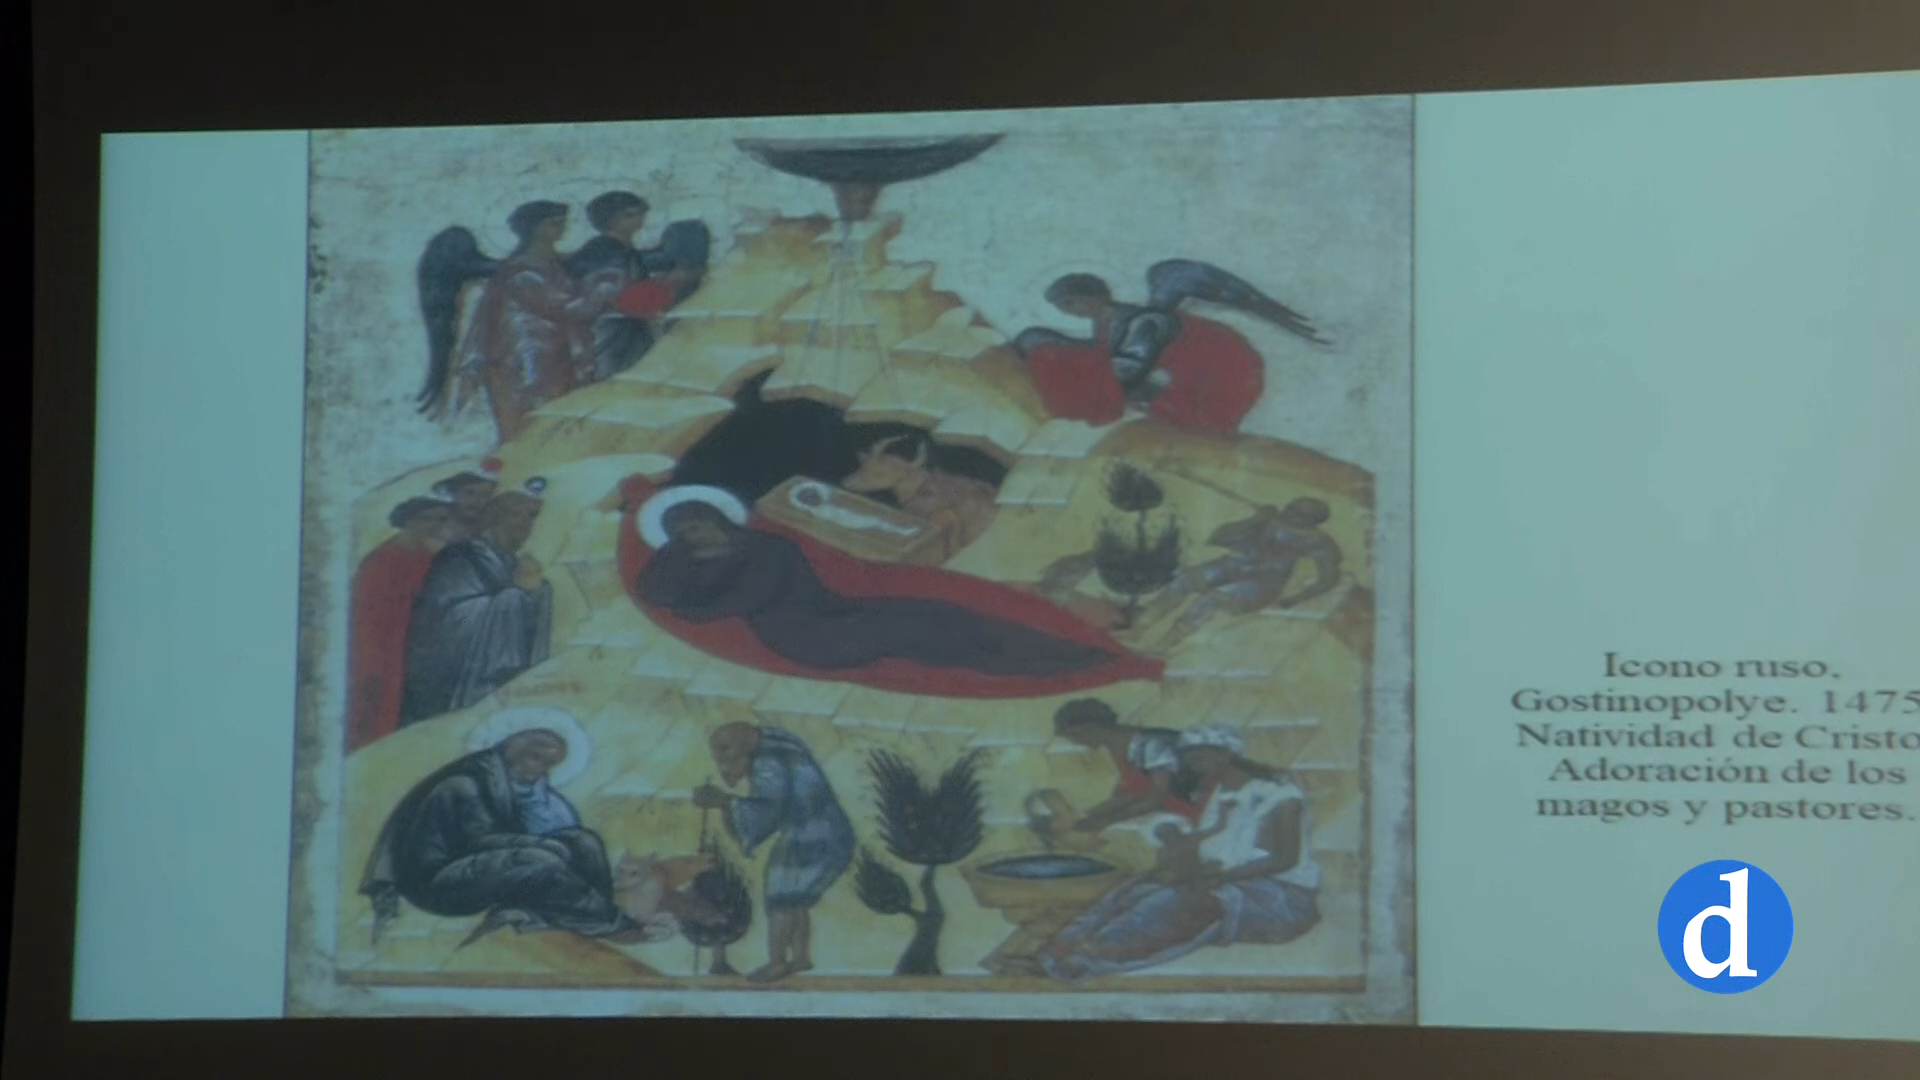 Icono ruso.
Gostinopolye. 1475
Natividad de Cristo
Adoración de los
magos y pastores.
d